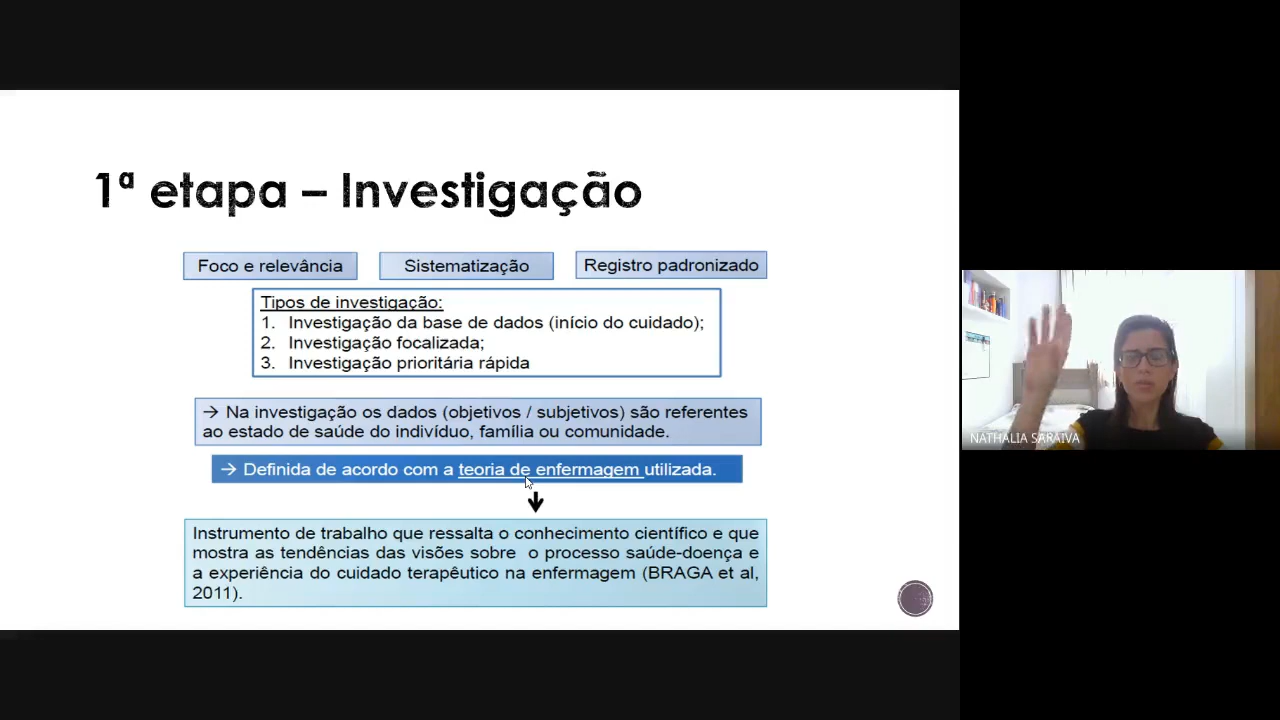 1ª etapa – Investigação
Foco e relevância
Sistematização
Registro padronizado
Tipos de investigação:
1. Investigação da base de dados (início do cuidado);
2. Investigação focalizada;
3. Investigação prioritária rápida
→ Na investigação os dados (objetivos / subjetivos) são referentes
ao estado de saúde do indivíduo, família ou comunidade.
→ Definida de acordo com a teoria de enfermagem utilizada.
Instrumento de trabalho que ressalta o conhecimento científico e que
mostra as tendências das visões sobre o processo saúde-doença e
a experiência do cuidado terapêutico na enfermagem (BRAGA et al,
2011).
NATHALIA SARAIVA